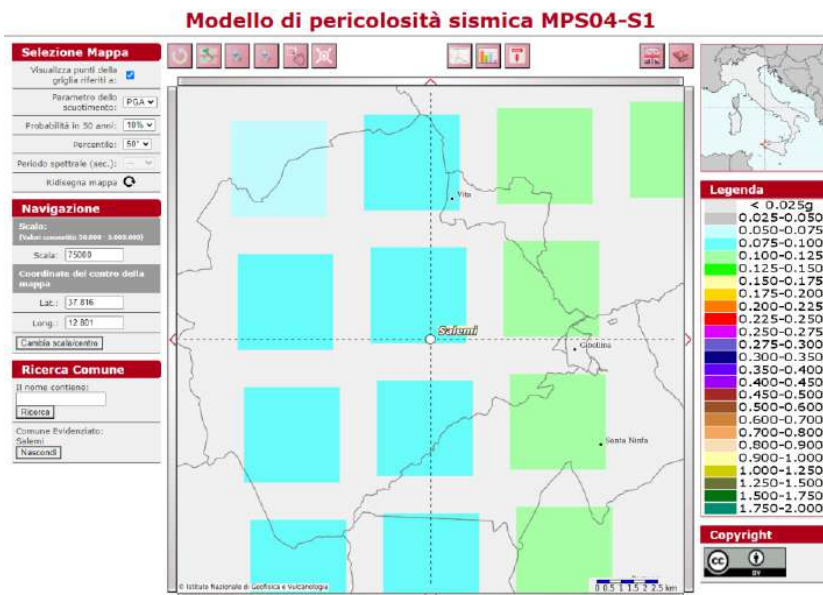 Modello di pericolosità sismica MPS04-S1
Selezione Mappa
Visualizza punti della
griglia riferiti a:
Parametro dello
scuotimento: PGA
Probabilità in 50 anni: 10%
Percentile: 50°
Periodo spettrale (sec.): --
Ridisegna mappa
Navigazione
Scala:
(Valori consentiti 50.000 - 3.000.000)
Scala: 75000
Coordinate del centro della
mappa
Lat.: 37.816
Long.: 12.801
Cambia scala/centro
Ricerca Comune
Il nome contiene:
Ricerca
Comune Evidenziato:
Salemi
Nascondi
Vita
Salemi
Gibellina
Santa Ninfa
© Istituto Nazionale di Geofisica e Vulcanologia
0 0.5 1 1.5 2 2.5 km
Legenda
< 0.025g
0.025-0.050
0.050-0.075
0.075-0.100
0.100-0.125
0.125-0.150
0.150-0.175
0.175-0.200
0.200-0.225
0.225-0.250
0.250-0.275
0.275-0.300
0.300-0.350
0.350-0.400
0.400-0.450
0.450-0.500
0.500-0.600
0.600-0.700
0.700-0.800
0.800-0.900
0.900-1.000
1.000-1.250
1.250-1.500
1.500-1.750
1.750-2.000
Copyright
cc
BY